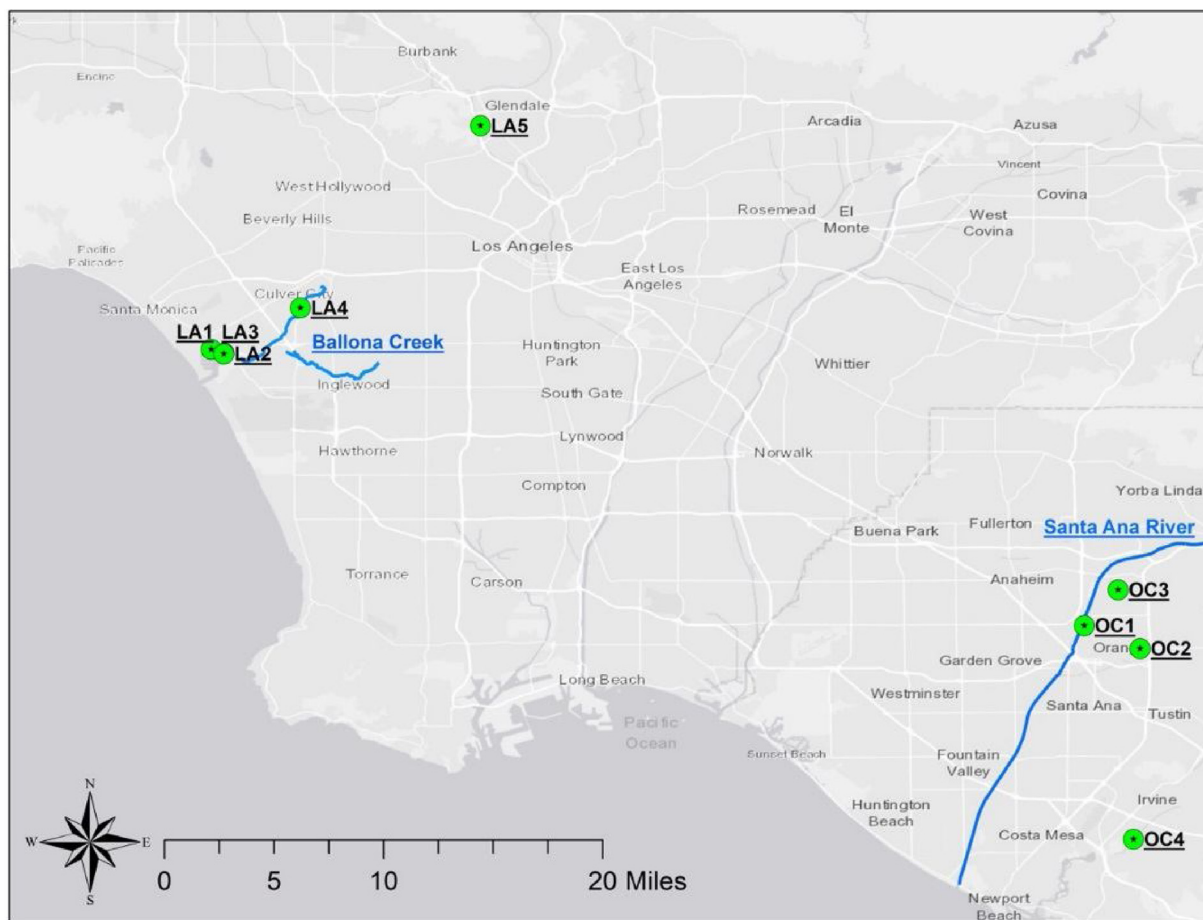 Burbank
Encino
Glendale
LA5
Arcadia
Azusa
Vincent
West Hollywood
Covina
Beverly Hills
Rosemead
El
Monte
West
Covina
Pacific
Palicades
Los Angeles
East Los
Angeles
Culver City
Santa Monica
LA4
LA1
LA3
LA2
Ballona Creek
Huntington
Park
Whittier
Inglewood
South Gate
Lynwood
Hawthorne
Norwalk
Compton
Yorba Linda
Buena Park
Fullerton
Santa Ana River
Torrance
Carson
Anaheim
OC3
OC1
Oran
OC2
Garden Grove
Long Beach
Westminster
Santa Ana
Tustin
Pacific
Ocean
Sunset Beach
Fountain
Valley
Huntington
Beach
Irvine
Costa Mesa
OC4
Newport
Beach
N
W
E
S
0
5
10
20 Miles